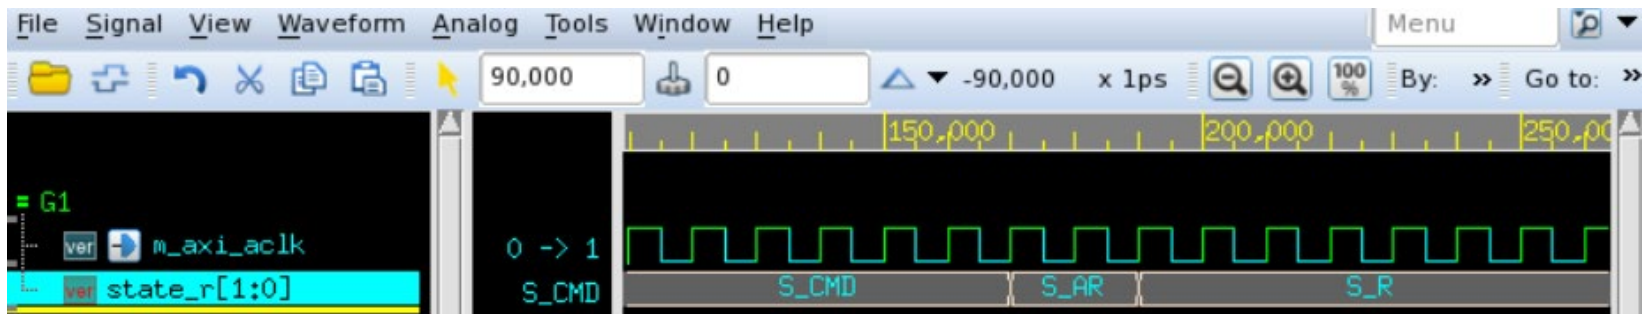 File Signal View Waveform Analog Tools Window Help Menu
90,000 0 -90,000 x 1ps 100 % By: » Go to: »
150,000 200,000 250,00
= G1
ver m_axi_aclk 0 -> 1
ver state_r[1:0] S_CMD S_CMD S_AR S_R